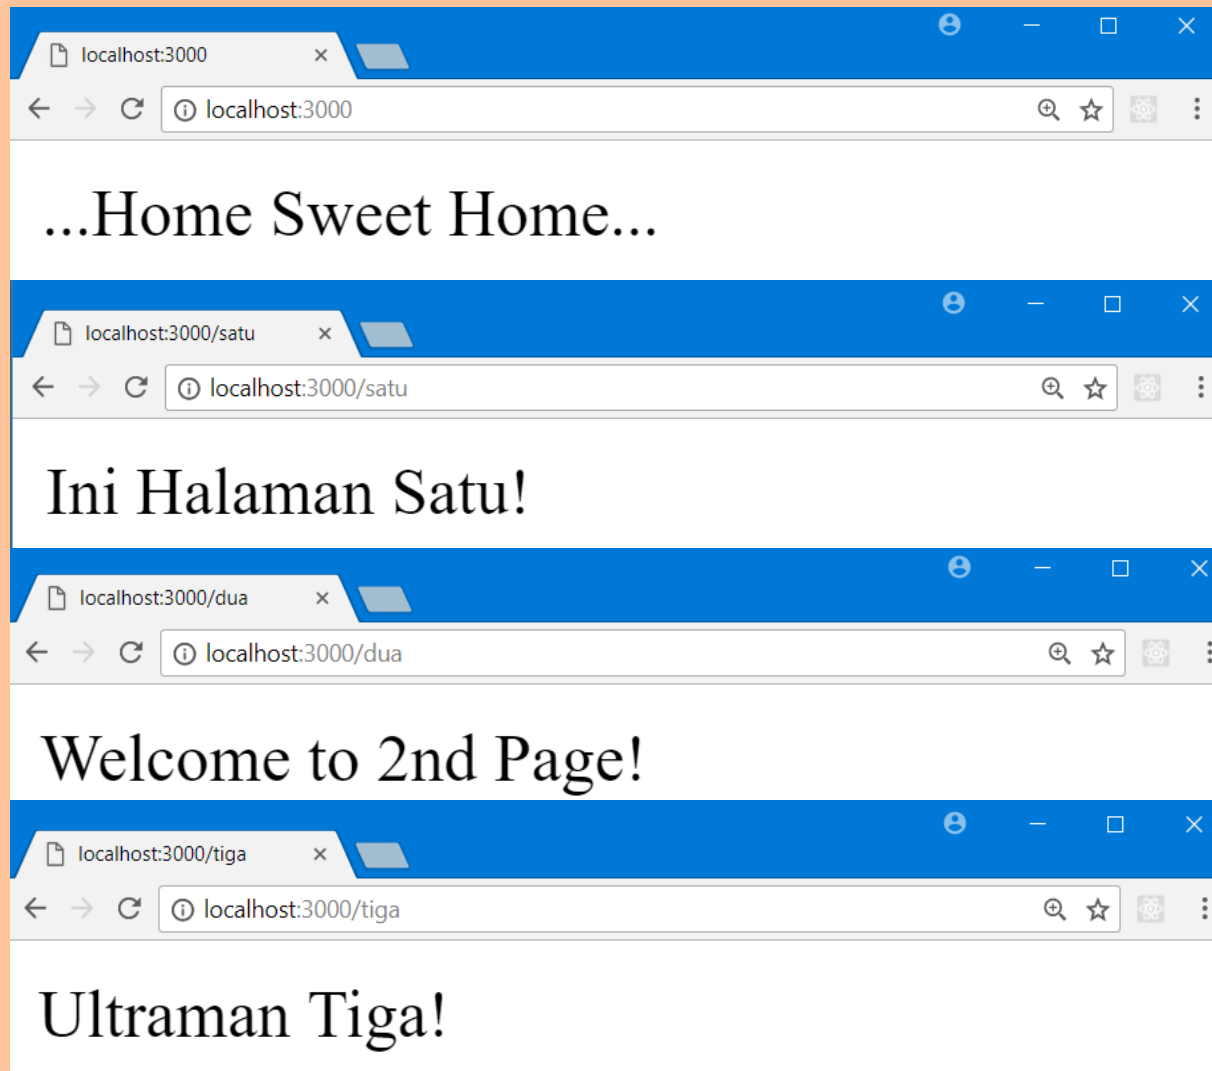 localhost:3000
localhost:3000
...Home Sweet Home...
localhost:3000/satu
localhost:3000/satu
Ini Halaman Satu!
localhost:3000/dua
localhost:3000/dua
Welcome to 2nd Page!
localhost:3000/tiga
localhost:3000/tiga
Ultraman Tiga!